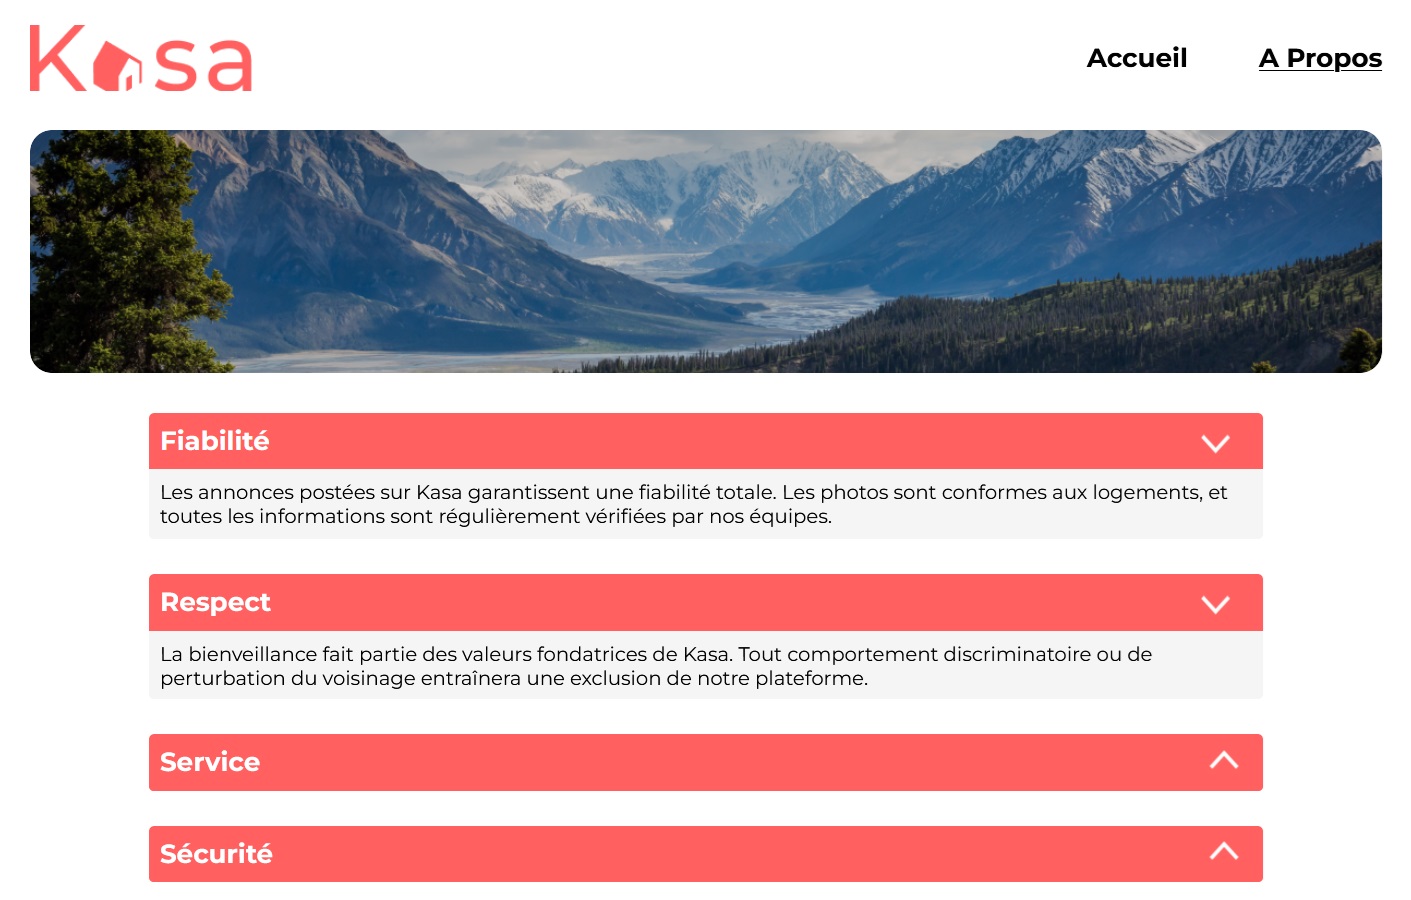 Kasa
Accueil
A Propos
Fiabilité
Les annonces postées sur Kasa garantissent une fiabilité totale. Les photos sont conformes aux logements, et
toutes les informations sont régulièrement vérifiées par nos équipes.
Respect
La bienveillance fait partie des valeurs fondatrices de Kasa. Tout comportement discriminatoire ou de
perturbation du voisinage entraînera une exclusion de notre plateforme.
Service
Sécurité